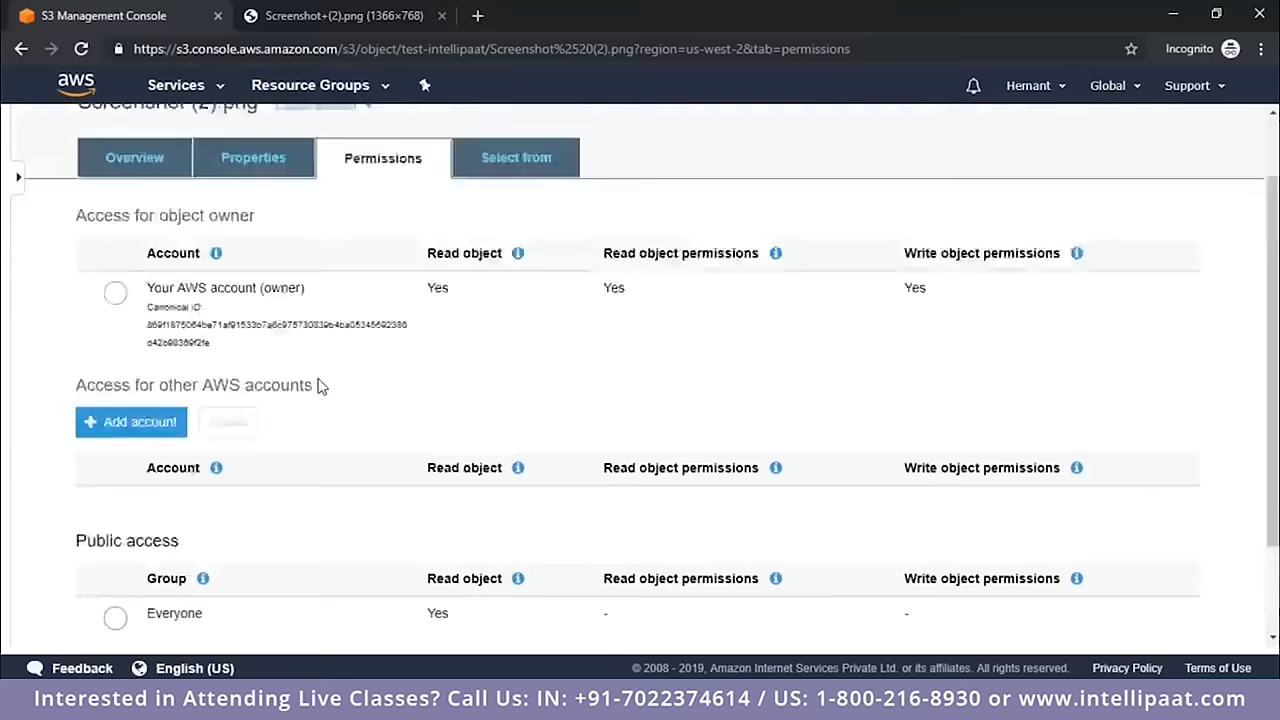 S3 Management Console
Screenshot+(2).png (1366×768)
https://s3.console.aws.amazon.com/s3/object/test-intellipaat/Screenshot%2520(2).png?region=us-west-2&tab=permissions
Incognito
aws
Services
Resource Groups
Hemant
Global
Support
Screenshot (2).png
Overview
Properties
Permissions
Select from
Access for object owner
Account Read object Read object permissions Write object permissions
Your AWS account (owner) Yes Yes Yes
Canonical ID:
Access for other AWS accounts
+ Add account
Account Read object Read object permissions Write object permissions
Public access
Group Read object Read object permissions Write object permissions
Everyone Yes - -
Feedback
English (US)
© 2008 - 2019, Amazon Internet Services Private Ltd. or its affiliates. All rights reserved.
Privacy Policy
Terms of Use
Interested in Attending Live Classes? Call Us: IN: +91-7022374614 / US: 1-800-216-8930 or www.intellipaat.com